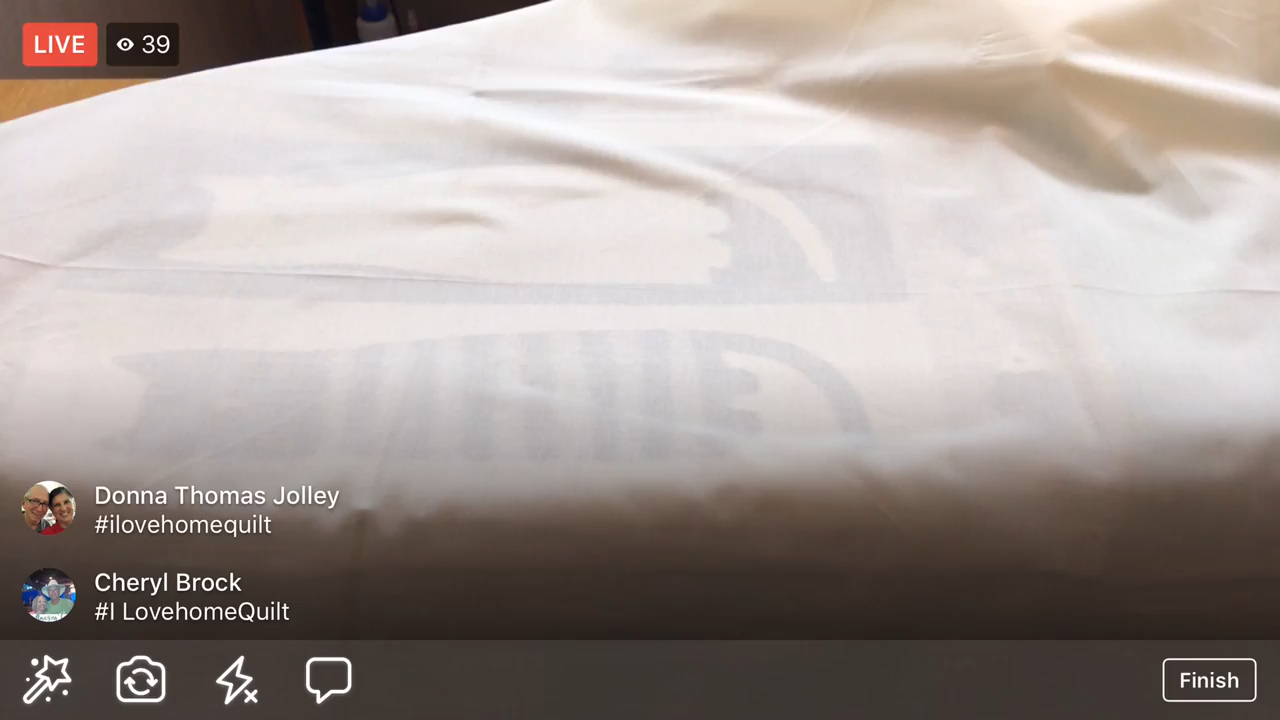 LIVE 39
Donna Thomas Jolley
#ilovehomequilt
Cheryl Brock
#I LovehomeQuilt
Finish